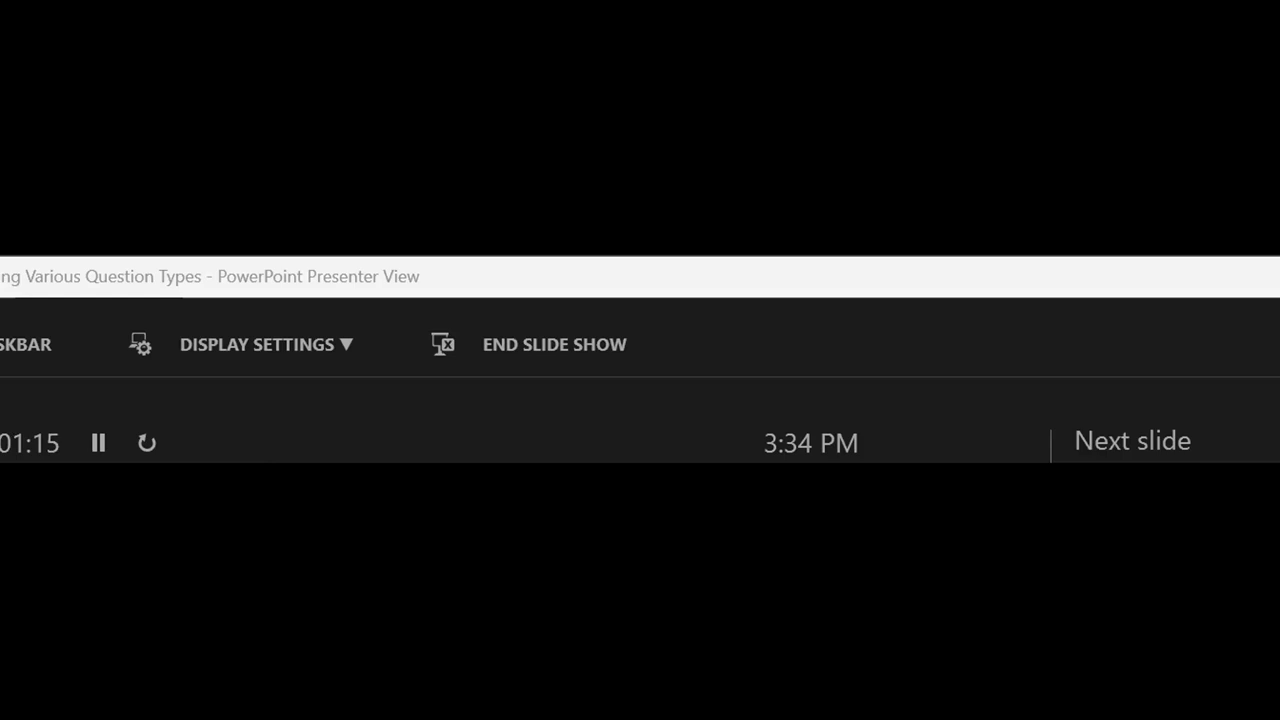 ng Various Question Types - PowerPoint Presenter View
SKBAR DISPLAY SETTINGS ▼ END SLIDE SHOW
01:15 3:34 PM Next slide